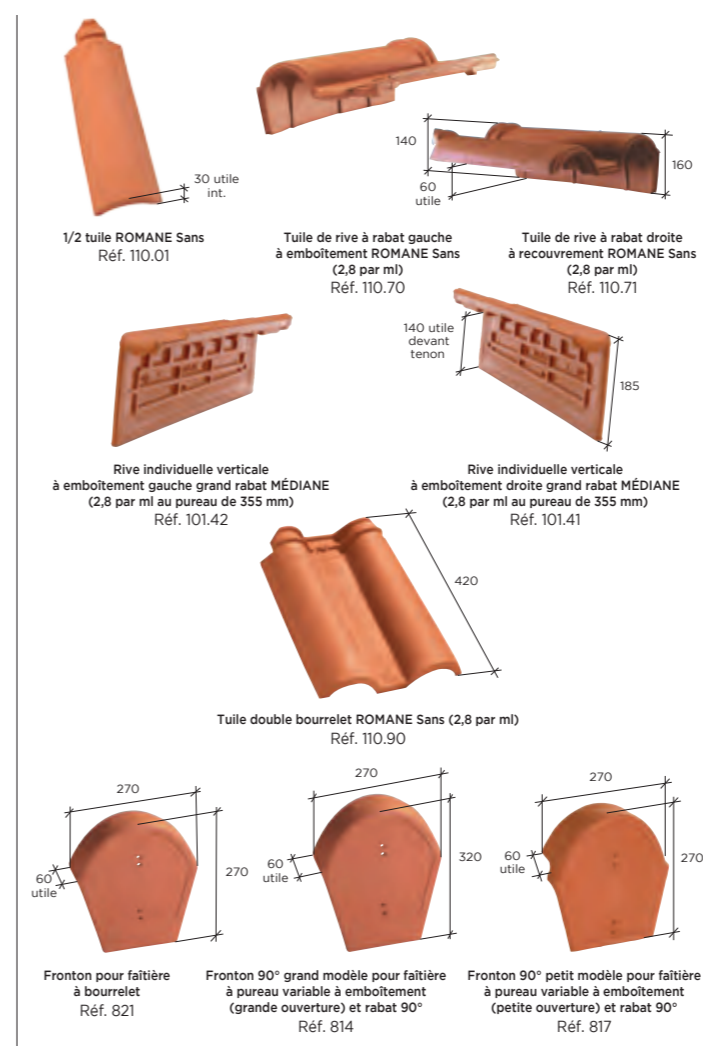 30 utile
int.
1/2 tuile ROMANE Sans
Réf. 110.01
Tuile de rive à rabat gauche
à emboîtement ROMANE Sans
(2,8 par ml)
Réf. 110.70
140
60
utile
160
Tuile de rive à rabat droite
à recouvrement ROMANE Sans
(2,8 par ml)
Réf. 110.71
Rive individuelle verticale
à emboîtement gauche grand rabat MÉDIANE
(2,8 par ml au pureau de 355 mm)
Réf. 101.42
140 utile
devant
tenon
185
Rive individuelle verticale
à emboîtement droite grand rabat MÉDIANE
(2,8 par ml au pureau de 355 mm)
Réf. 101.41
420
Tuile double bourrelet ROMANE Sans (2,8 par ml)
Réf. 110.90
270
60
utile
270
Fronton pour faîtière
à bourrelet
Réf. 821
270
60
utile
320
Fronton 90° grand modèle pour faîtière
à pureau variable à emboîtement
(grande ouverture) et rabat 90°
Réf. 814
270
60
utile
270
Fronton 90° petit modèle pour faîtière
à pureau variable à emboîtement
(petite ouverture) et rabat 90°
Réf. 817